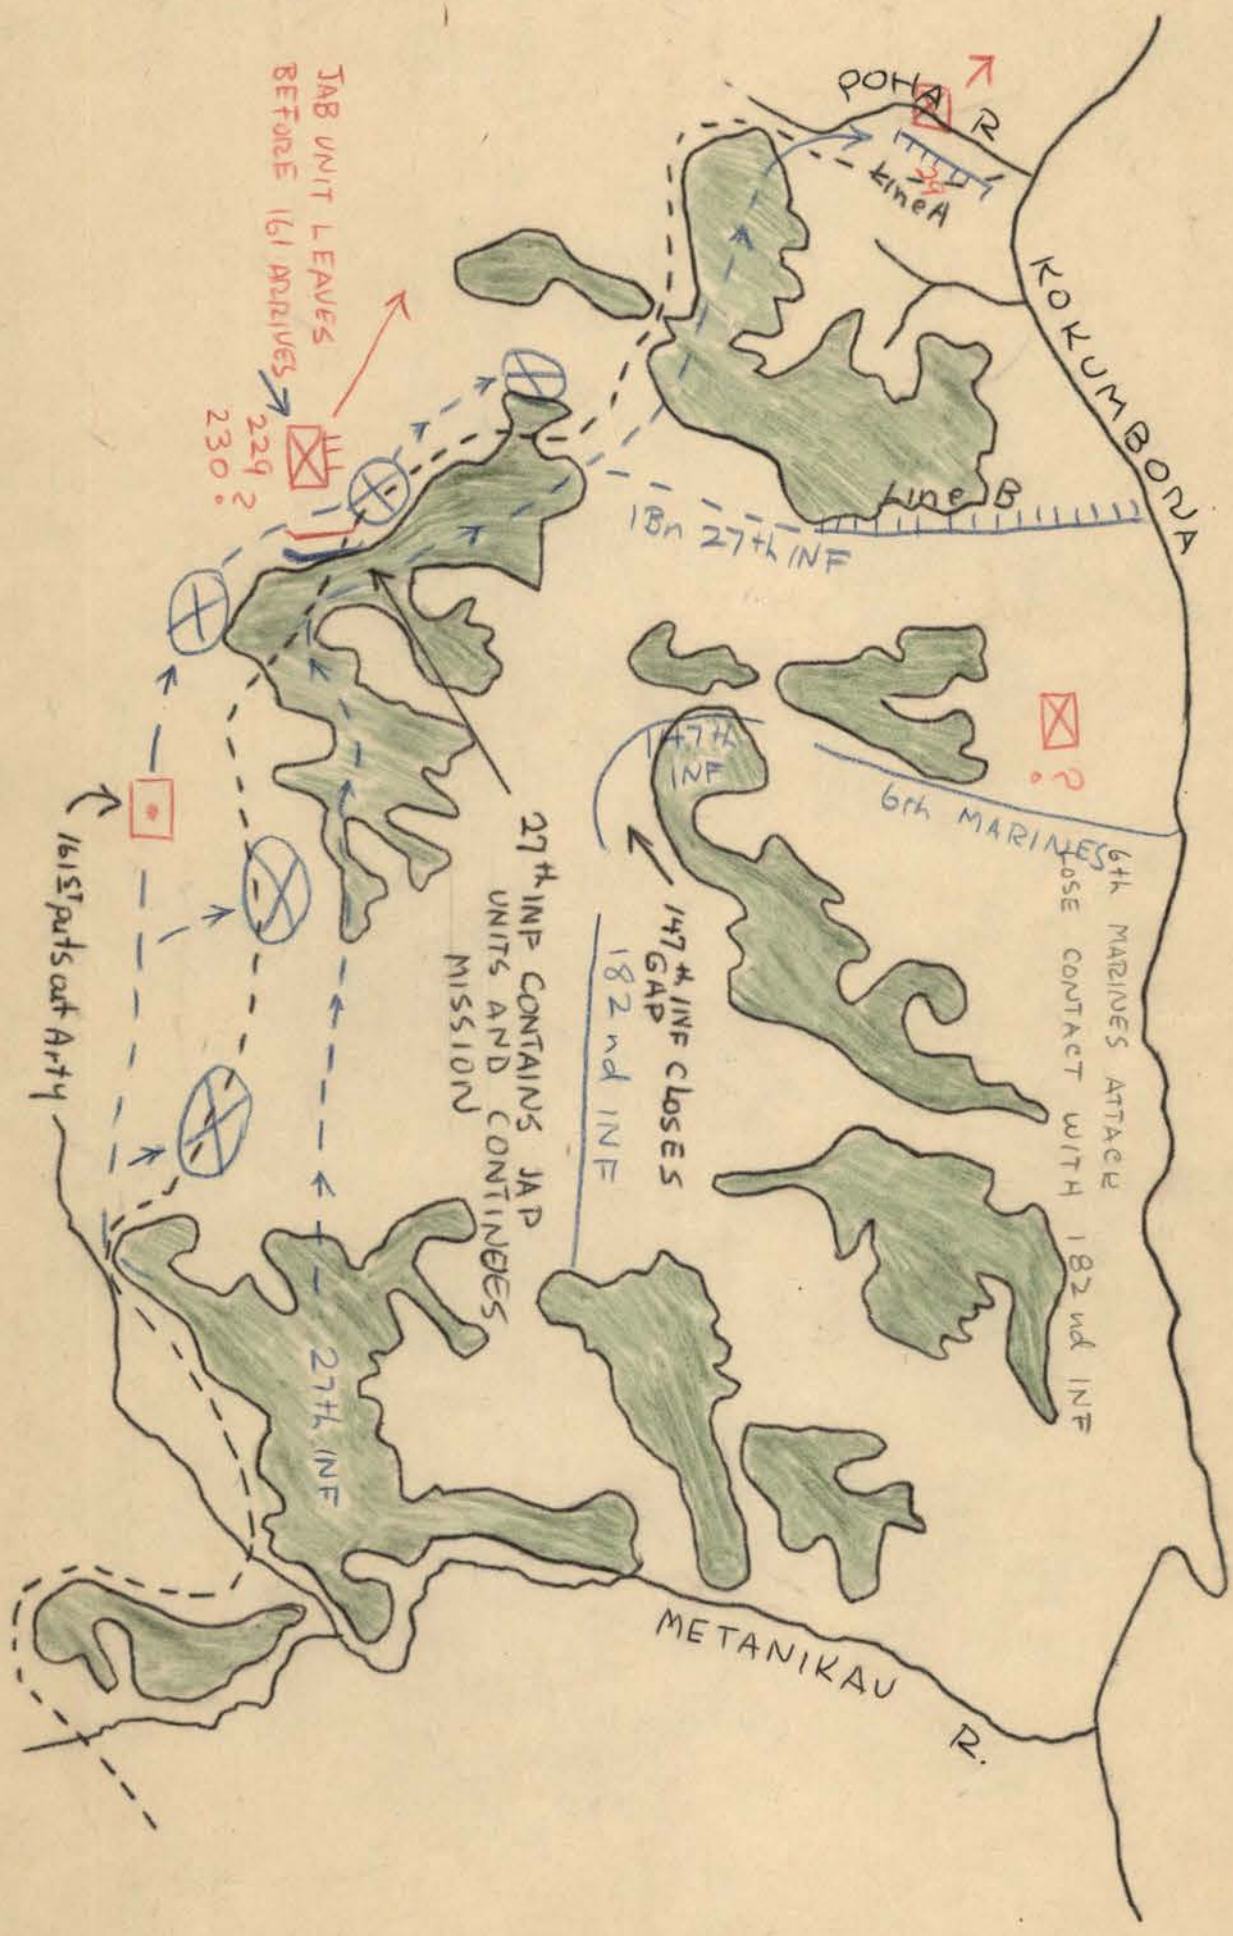 POHA R
29
Line A
KOKUMBONA
JAB UNIT LEAVES
BEFORE 161 ARRIVES
229 ?
230 ?
Line B
1Bn 27th INF
147th
INF
6th MARINES
?
6th MARINES ATTACK
LOSE CONTACT WITH 182nd INF
147th INF CLOSES
GAP
182nd INF
27th INF CONTAINS JAP
UNITS AND CONTINEUES
MISSION
161ST puts out Arty
27th INF
METANIKAU R.